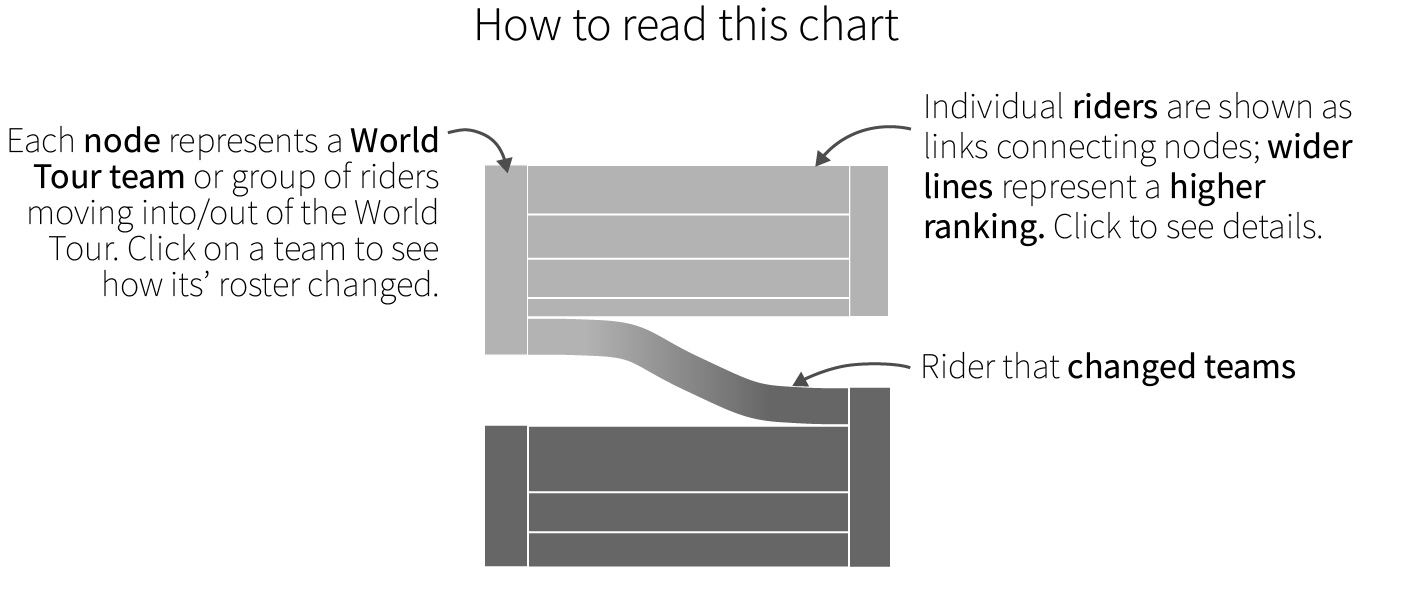 How to read this chart
Each node represents a World
Tour team or group of riders
moving into/out of the World
Tour. Click on a team to see
how its’ roster changed.
Individual riders are shown as
links connecting nodes; wider
lines represent a higher
ranking. Click to see details.
Rider that changed teams